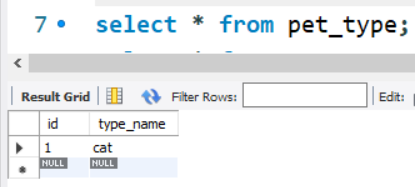 7 select * from pet_type;
Result Grid Filter Rows: Edit:
id type_name
1 cat
NULL NULL